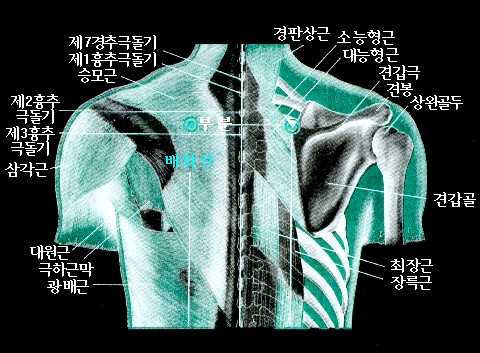 제7경추극돌기
제1흉추극돌기
승모근
제2흉추
극돌기
제3흉추
극돌기
삼각근
대원근
극하근막
광배근
경판상근
소능형근
대능형근
견갑극
견봉
상완골두
견갑골
최장근
장륵근